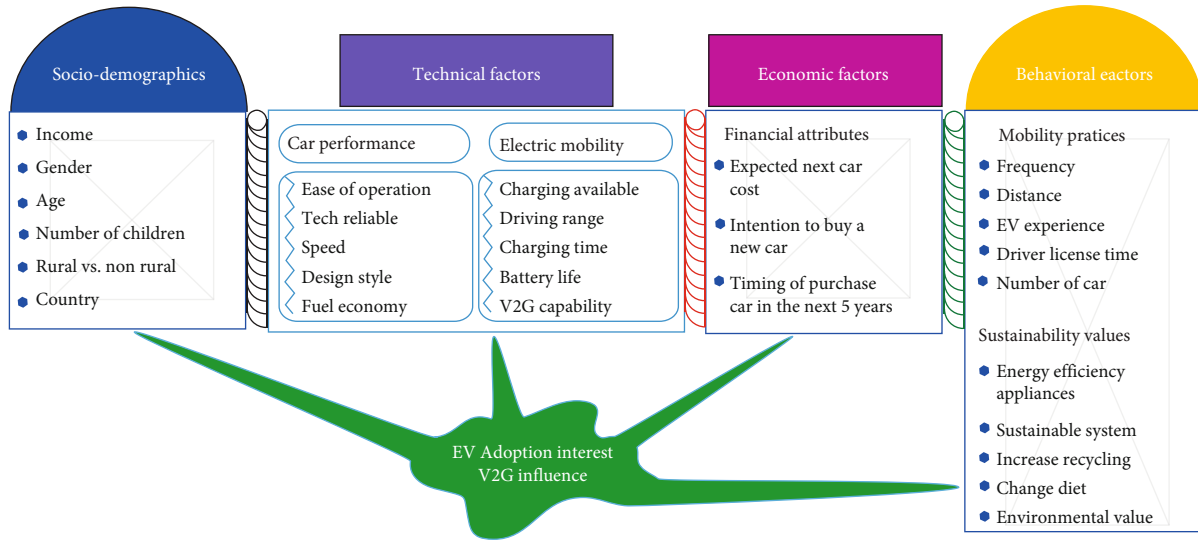 Socio-demographics
Income
Gender
Age
Number of children
Rural vs. non rural
Country
Technical factors
Car performance
Ease of operation
Tech reliable
Speed
Design style
Fuel economy
Electric mobility
Charging available
Driving range
Charging time
Battery life
V2G capability
Economic factors
Financial attributes
Expected next car
cost
Intention to buy a
new car
Timing of purchase
car in the next 5 years
Behavioral eactors
Mobility pratices
Frequency
Distance
EV experience
Driver license time
Number of car
Sustainability values
Energy efficiency
appliances
Sustainable system
Increase recycling
Change diet
Environmental value
EV Adoption interest
V2G influence